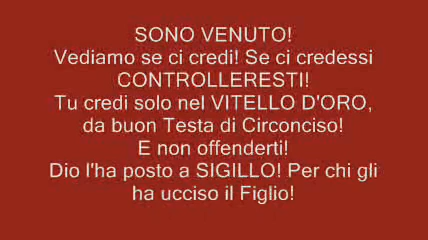 SONO VENUTO!
Vediamo se ci credi! Se ci credessi
CONTROLLERESTI!
Tu credi solo nel VITELLO D'ORO,
da buon Testa di Circonciso!
E non offenderti!
Dio l'ha posto a SIGILLO! Per chi gli
ha ucciso il Figlio!